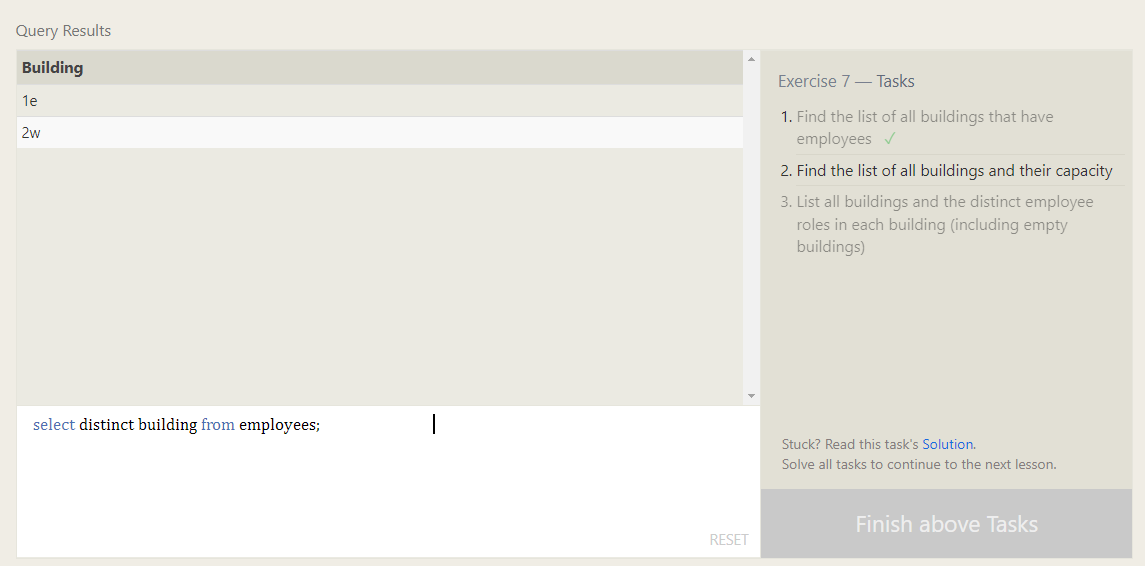 Query Results
Building
1e
2w
select distinct building from employees;
RESET
Exercise 7 — Tasks
1. Find the list of all buildings that have
employees ✓
2. Find the list of all buildings and their capacity
3. List all buildings and the distinct employee
roles in each building (including empty
buildings)
Stuck? Read this task's Solution.
Solve all tasks to continue to the next lesson.
Finish above Tasks